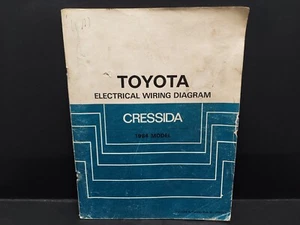 TOYOTA
ELECTRICAL WIRING DIAGRAM
CRESSIDA
MODEL